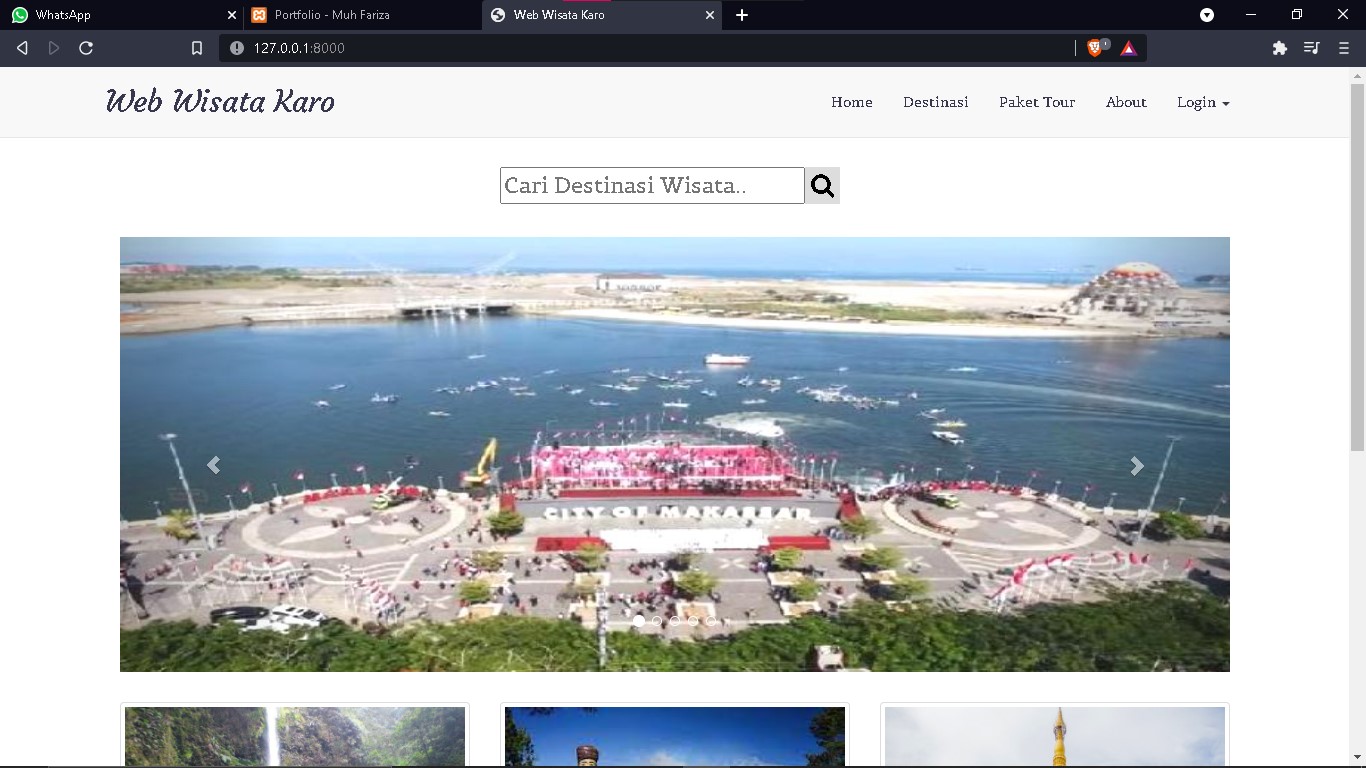 WhatsApp
Portfolio - Muh Fariza
Web Wisata Karo
127.0.0.1:8000
Web Wisata Karo
Home Destinasi Paket Tour About Login
Cari Destinasi Wisata..
CITY OF MAKASSAR